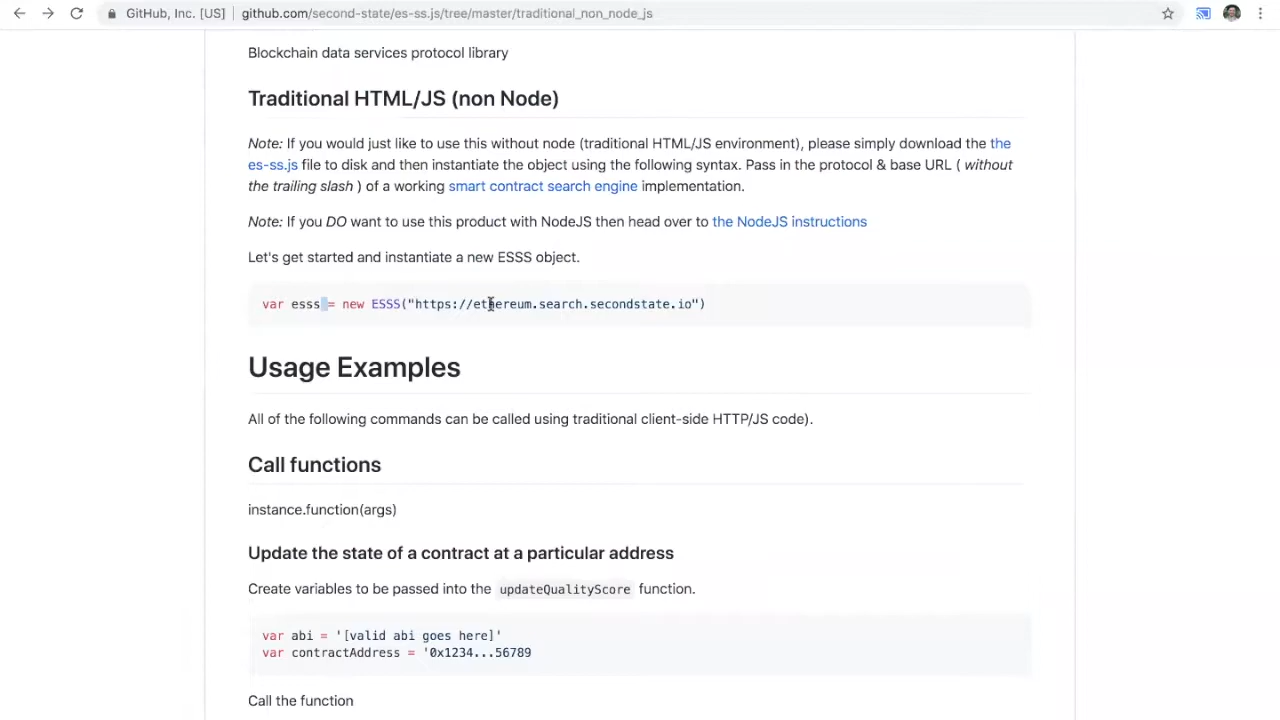 GitHub, Inc. [US] | github.com/second-state/es-ss.js/tree/master/traditional_non_node_js
Blockchain data services protocol library
Traditional HTML/JS (non Node)
Note: If you would just like to use this without node (traditional HTML/JS environment), please simply download the the
es-ss.js file to disk and then instantiate the object using the following syntax. Pass in the protocol & base URL ( without
the trailing slash ) of a working smart contract search engine implementation.
Note: If you DO want to use this product with NodeJS then head over to the NodeJS instructions
Let's get started and instantiate a new ESSS object.
var esss = new ESSS("https://ethereum.search.secondstate.io")
Usage Examples
All of the following commands can be called using traditional client-side HTTP/JS code).
Call functions
instance.function(args)
Update the state of a contract at a particular address
Create variables to be passed into the updateQualityScore function.
var abi = '[valid abi goes here]'
var contractAddress = '0x1234...56789
Call the function